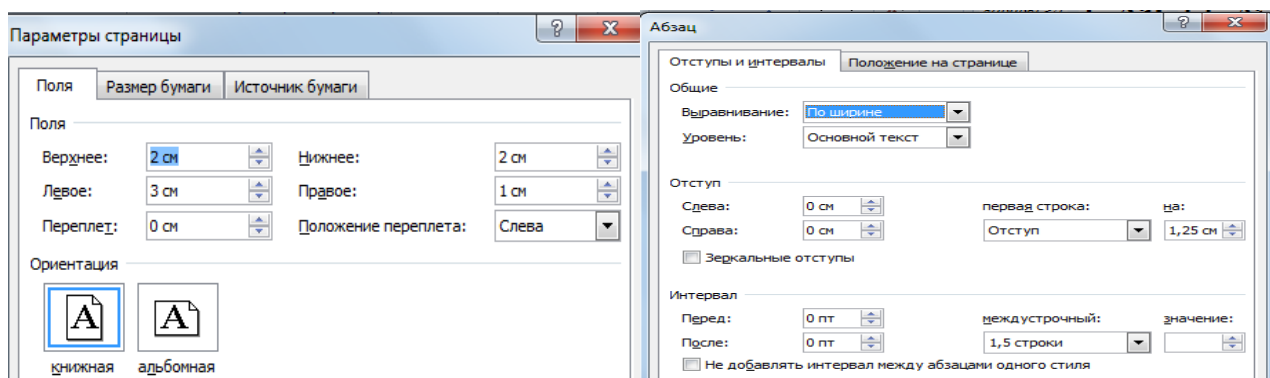 Параметры страницы
Поля Размер бумаги Источник бумаги
Поля
Верхнее: 2 см Нижнее: 2 см
Левое: 3 см Правое: 1 см
Переплет: 0 см Положение переплета: Слева
Ориентация
A A
книжная альбомная
Абзац
Отступы и интервалы Положение на странице
Общие
Выравнивание: По ширине
Уровень: Основной текст
Отступ
Слева: 0 см первая строка: на:
Справа: 0 см Отступ 1,25 см
Зеркальные отступы
Интервал
Перед: 0 пт междустрочный: значение:
После: 0 пт 1,5 строки
Не добавлять интервал между абзацами одного стиля